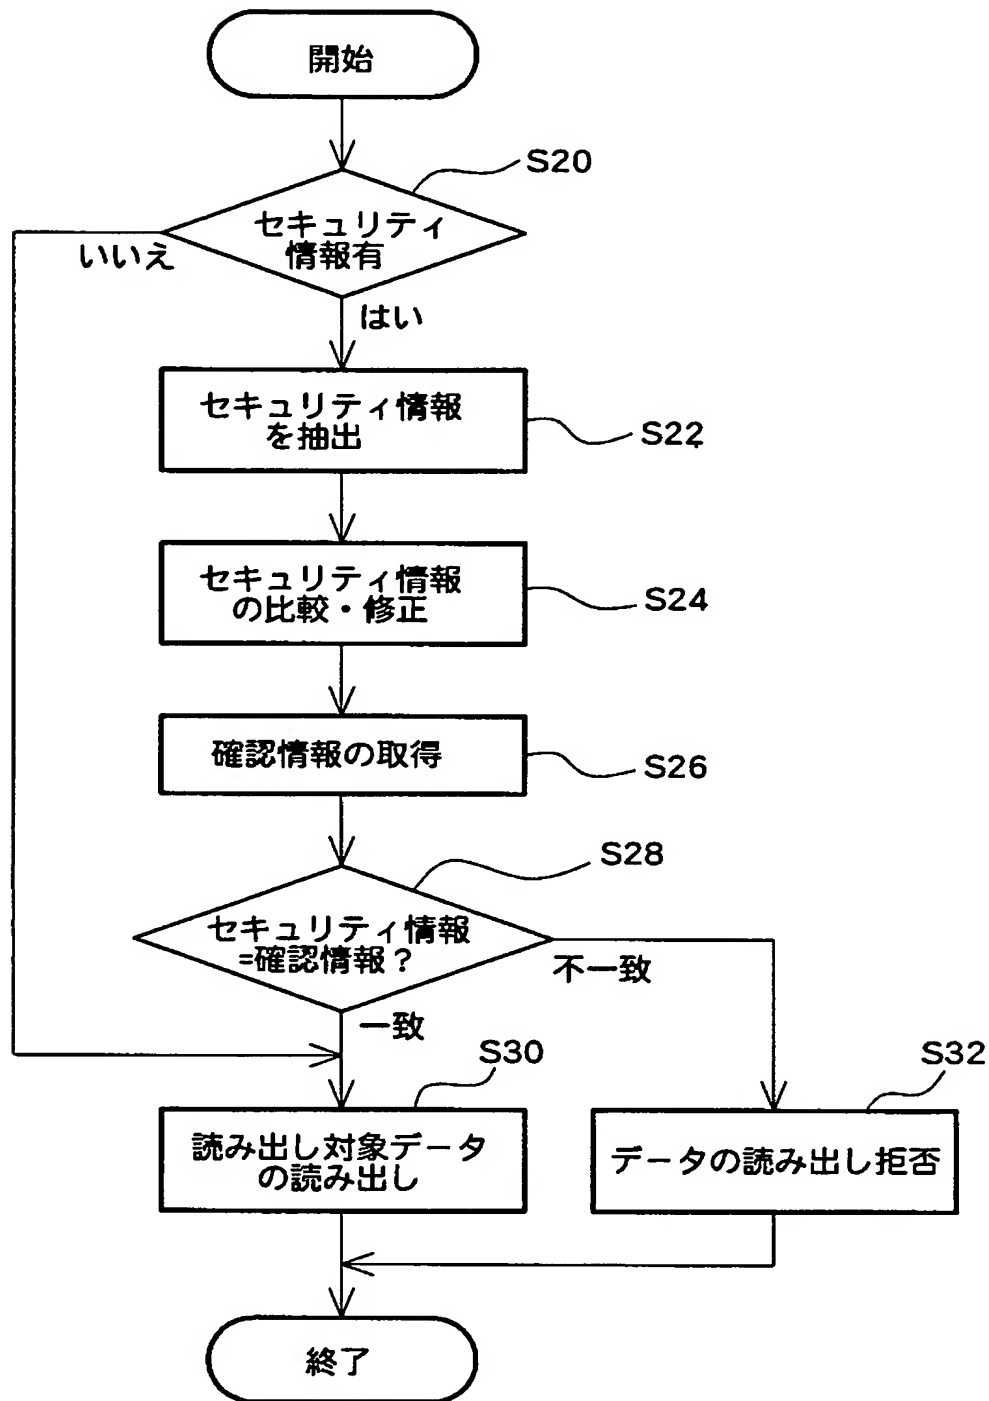 開始
S20
セキュリティ
情報有
いいえ
はい
セキュリティ情報
を抽出
S22
セキュリティ情報
の比較・修正
S24
確認情報の取得
S26
S28
セキュリティ情報
=確認情報?
不一致
一致
S30
S32
読み出し対象データ
の読み出し
データの読み出し拒否
終了